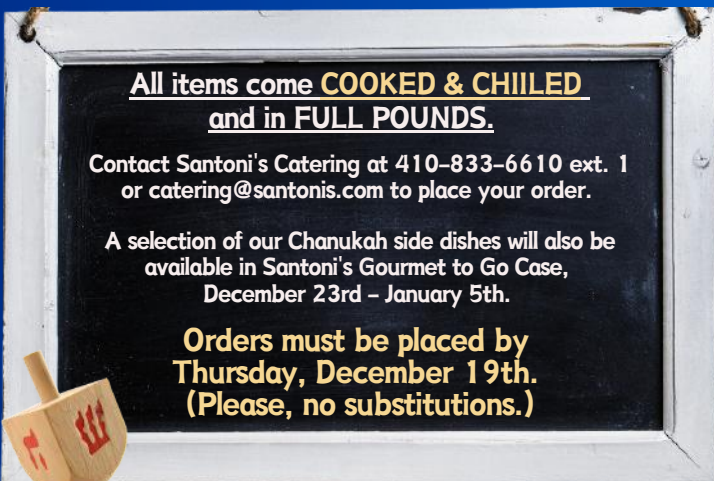 All items come COOKED & CHIILED
and in FULL POUNDS.
Contact Santoni's Catering at 410-833-6610 ext. 1
or catering@santonis.com to place your order.
A selection of our Chanukah side dishes will also be
available in Santoni's Gourmet to Go Case,
December 23rd - January 5th.
Orders must be placed by
Thursday, December 19th.
(Please, no substitutions.)
ש